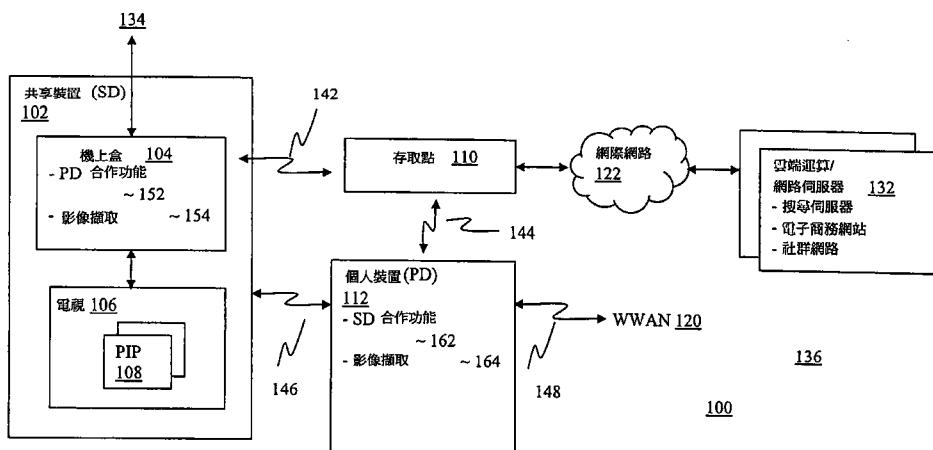 134
共享裝置 (SD)
102
機上盒 104
- PD 合作功能
~ 152
- 影像擷取 ~ 154
電視 106
PIP
108
142
存取點 110
144
網際網路
122
雲端運算/
網路伺服器 132
- 搜尋伺服器
- 電子商務網站
- 社群網路
個人裝置(PD)
112
- SD 合作功能
~ 162
- 影像擷取 ~ 164
146
148
WWAN 120
136
100